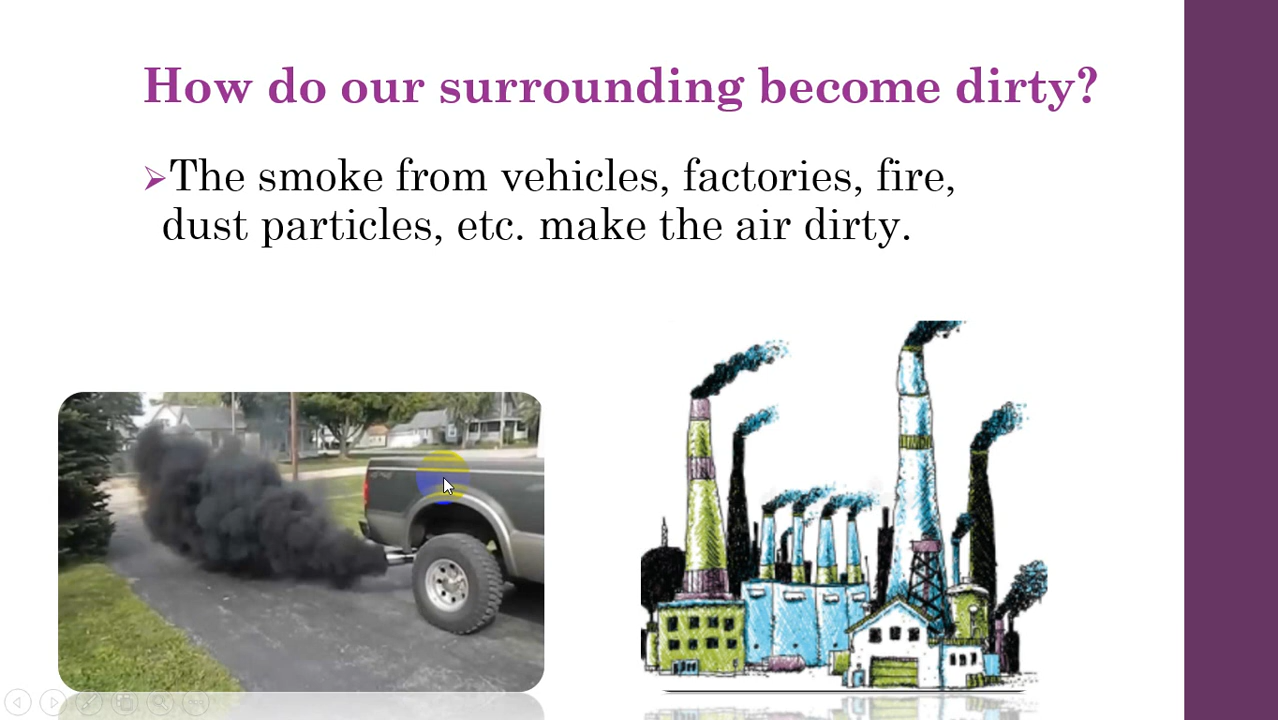 How do our surrounding become dirty?
The smoke from vehicles, factories, fire,
dust particles, etc. make the air dirty.